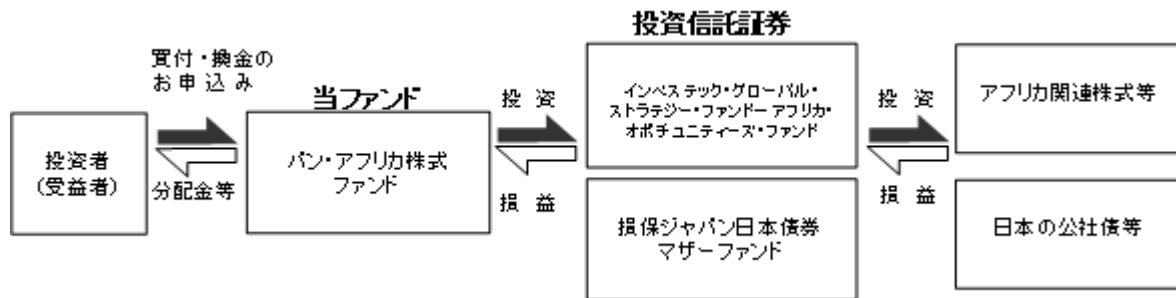 投資信託証券
買付・換金の
お申込み
当ファンド
投資
インベステック・グローバル・
ストラテジー・ファンドー アフリカ・
オポチュニティーズ・ファンド
投資
アフリカ関連株式等
投資者
(受益者)
分配金等
パン・アフリカ株式
ファンド
損益
損益
損保ジャパン日本債券
マザーファンド
日本の公社債等